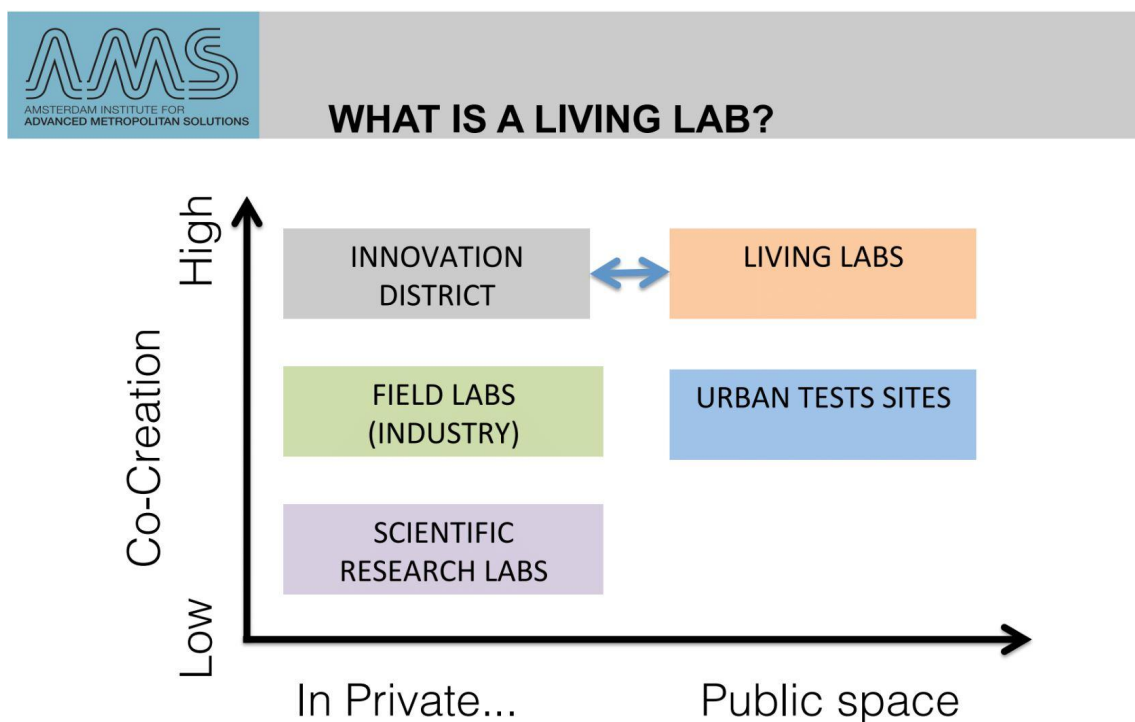 AMS
AMSTERDAM INSTITUTE FOR
ADVANCED METROPOLITAN SOLUTIONS
WHAT IS A LIVING LAB?
High
Co-Creation
Low
INNOVATION
DISTRICT
LIVING LABS
FIELD LABS
(INDUSTRY)
URBAN TESTS SITES
SCIENTIFIC
RESEARCH LABS
In Private...
Public space